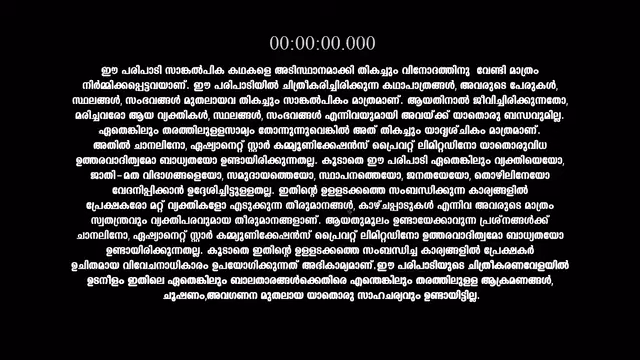 00:00:00.000
ഈ പരിപാടി സാങ്കൽപിക കഥകളെ അടിസ്ഥാനമാക്കി തികച്ചും വിനോദത്തിനു വേണ്ടി മാത്രം
നിർമ്മിക്കപ്പെട്ടവയാണ്. ഈ പരിപാടിയിൽ ചിത്രീകരിച്ചിരിക്കുന്ന കഥാപാത്രങ്ങൾ, അവരുടെ പേരുകൾ,
സ്ഥലങ്ങൾ, സംഭവങ്ങൾ മുതലായവ തികച്ചും സാങ്കൽപികം മാത്രമാണ്. ആയതിനാൽ ജീവിച്ചിരിക്കുന്നതോ,
മരിച്ചവരോ ആയ വ്യക്തികൾ, സ്ഥലങ്ങൾ, സംഭവങ്ങൾ എന്നിവയുമായി അവയ്ക്ക് യാതൊരു ബന്ധവുമില്ല.
ഏതെങ്കിലും തരത്തിലുള്ളസാമ്യം തോന്നുന്നുവെങ്കിൽ അത് തികച്ചും യാദൃശ്ചികം മാത്രമാണ്.
അതിൽ ചാനലിനോ, ഏഷ്യാനെറ്റ് സ്റ്റാർ കമ്മ്യൂണിക്കേഷൻസ് പ്രൈവറ്റ് ലിമിറ്റഡിനോ യാതൊരുവിധ
ഉത്തരവാദിത്വമോ ബാധ്യതയോ ഉണ്ടായിരിക്കുന്നതല്ല. കൂടാതെ ഈ പരിപാടി ഏതെങ്കിലും വ്യക്തിയെയോ,
ജാതി-മത വിഭാഗങ്ങളെയോ, സമുദായത്തെയോ, സ്ഥാപനത്തെയോ, ജനതയേയോ, തൊഴിലിനേയോ
വേദനിപ്പിക്കാൻ ഉദ്ദേശിച്ചിട്ടുള്ളതല്ല. ഇതിന്റെ ഉള്ളടക്കത്തെ സംബന്ധിക്കുന്ന കാര്യങ്ങളിൽ
പ്രേക്ഷകരോ മറ്റ് വ്യക്തികളോ എടുക്കുന്ന തീരുമാനങ്ങൾ, കാഴ്ചപ്പാടുകൾ എന്നിവ അവരുടെ മാത്രം
സ്വതന്ത്രവും വ്യക്തിപരവുമായ തീരുമാനങ്ങളാണ്. ആയതുമൂലം ഉണ്ടായേക്കാവുന്ന പ്രശ്നങ്ങൾക്ക്
ചാനലിനോ, ഏഷ്യാനെറ്റ് സ്റ്റാർ കമ്മ്യൂണിക്കേഷൻസ് പ്രൈവറ്റ് ലിമിറ്റഡിനോ ഉത്തരവാദിത്വമോ ബാധ്യതയോ
ഉണ്ടായിരിക്കുന്നതല്ല. കൂടാതെ ഇതിന്റെ ഉള്ളടക്കത്തെ സംബന്ധിച്ച കാര്യങ്ങളിൽ പ്രേക്ഷകർ
ഉചിതമായ വിവേചനാധികാരം ഉപയോഗിക്കുന്നത് അഭികാമ്യമാണ്.ഈ പരിപാടിയുടെ ചിത്രീകരണവേളയിൽ
ഉടനീളം ഇതിലെ ഏതെങ്കിലും ബാലതാരങ്ങൾക്കെതിരെ എന്തെങ്കിലും തരത്തിലുള്ള ആക്രമണങ്ങൾ,
ചൂഷണം,അവഗണന മുതലായ യാതൊരു സാഹചര്യവും ഉണ്ടായിട്ടില്ല.